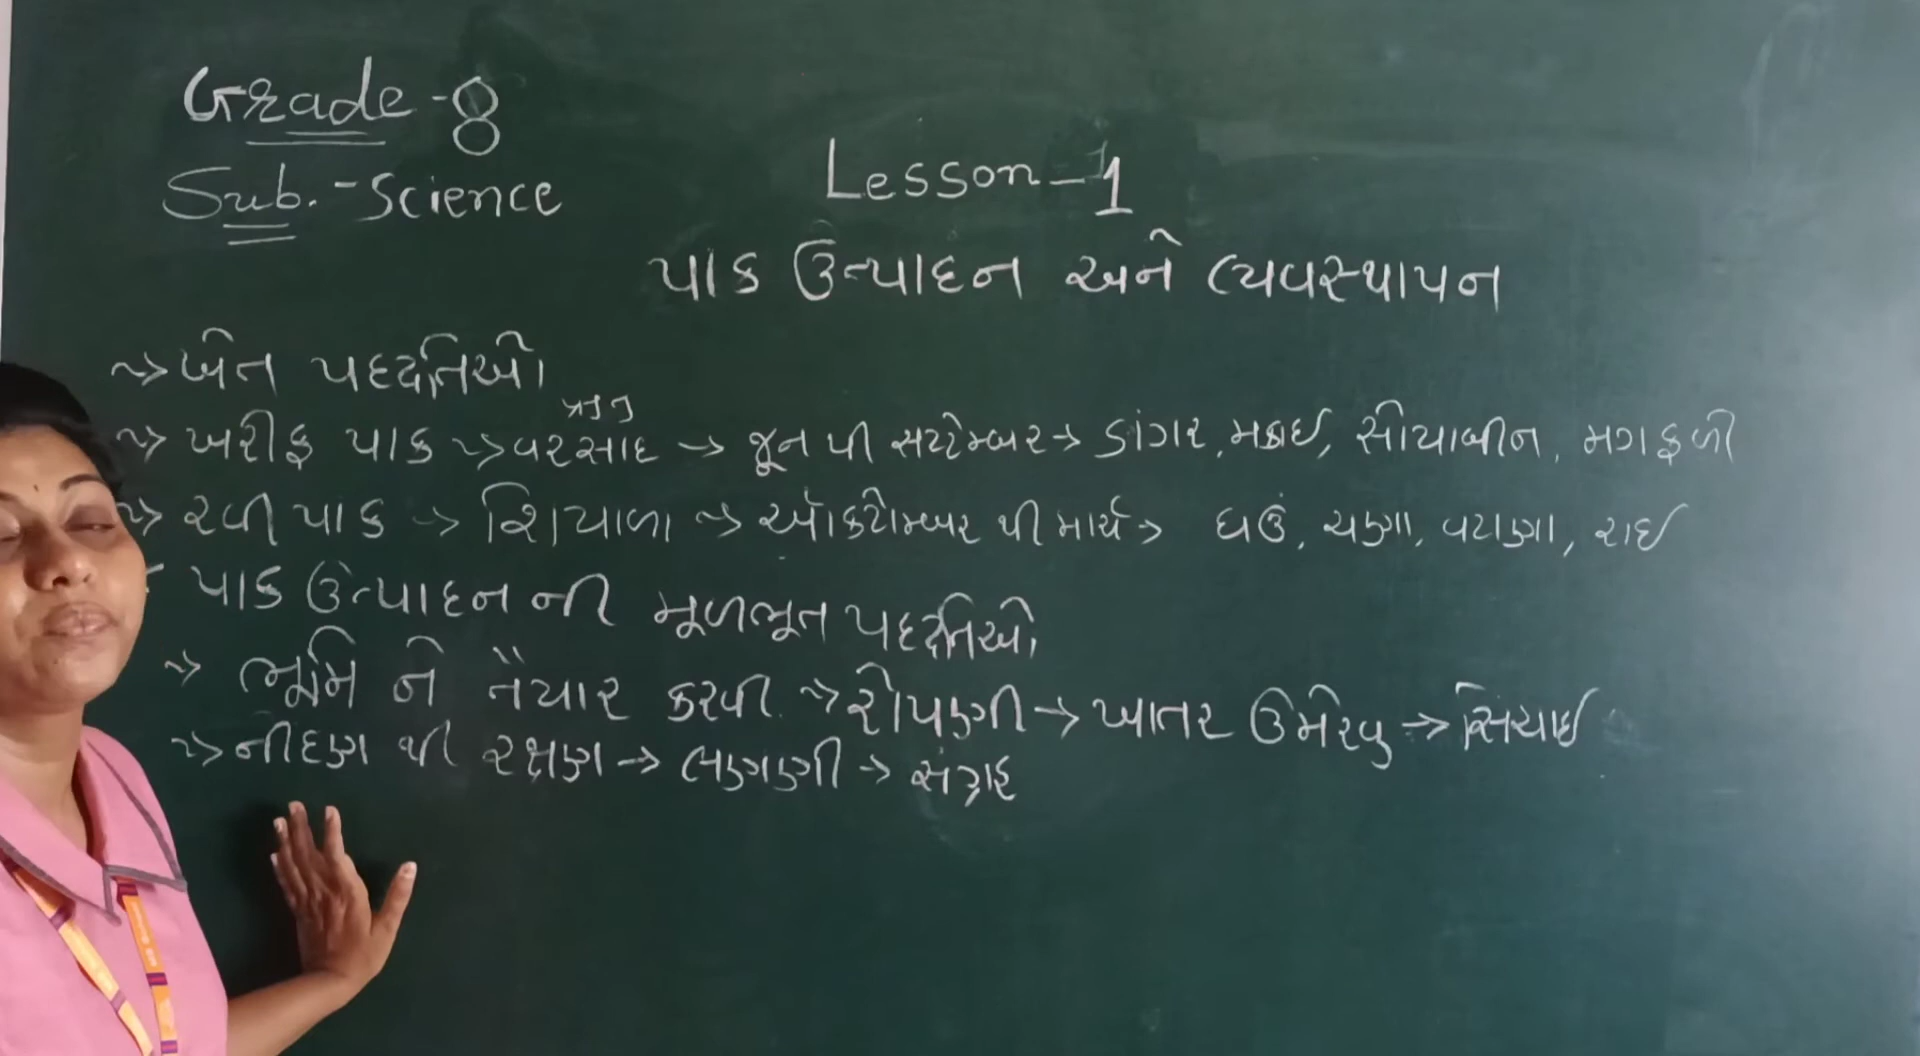 Grade - 8
Sub. - Science
Lesson - 1
પાક ઉત્પાદન અને વ્યવસ્થાપન
~> ખેત પદ્ધતિઓ
~> ખરીફ પાક ~> વરસાદ -> જૂન થી સપ્ટેમ્બર -> ડાંગર, મકાઇ, સોયાબીન, મગફળી
~> રવી પાક -> શિયાળા ~> ઑક્ટોમ્બર થી માર્ચ -> ઘઉં, ચણા, વટાણા, રાઇ
પાક ઉત્પાદન ની મૂળભૂત પદ્ધતિઓ
~> ભૂમિ ને તૈયાર કરવી ~> રોપણી -> ખાતર ઉમેરવુ -> સિંચાઇ
~> નીંદણ થી રક્ષણ -> લણણી -> સંગ્રહ